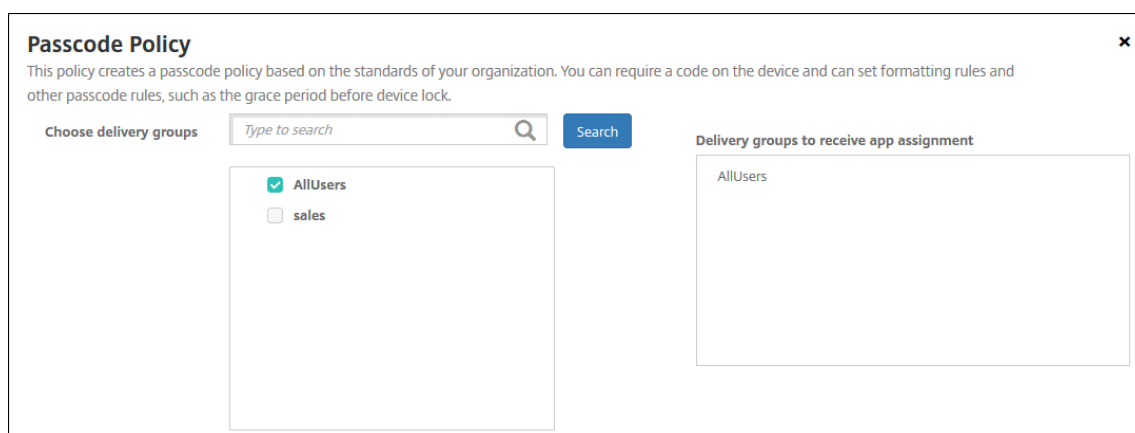 Passcode Policy
This policy creates a passcode policy based on the standards of your organization. You can require a code on the device and can set formatting rules and
other passcode rules, such as the grace period before device lock.
Choose delivery groups
Type to search
Search
AllUsers
sales
Delivery groups to receive app assignment
AllUsers